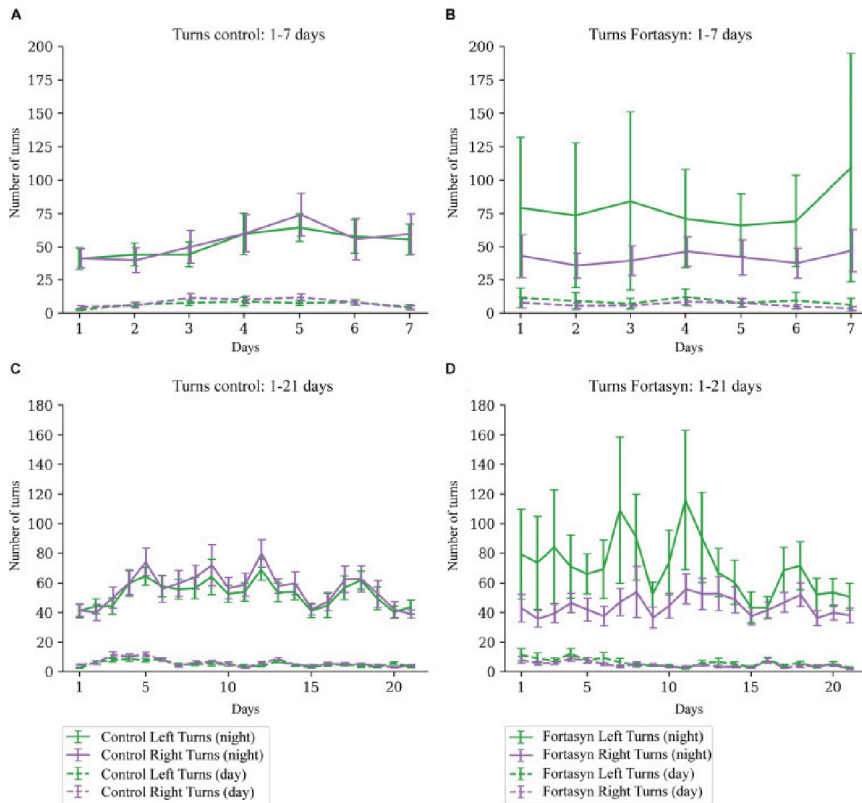 A
Turns control: 1-7 days
200
175
150
125
100
75
50
25
0
Number of turns
1 2 3 4 5 6 7
Days
B
Turns Fortasyn: 1-7 days
200
175
150
125
100
75
50
25
0
Number of turns
1 2 3 4 5 6 7
Days
C
Turns control: 1-21 days
180
160
140
120
100
80
60
40
20
0
Number of turns
1 5 10 15 20
Days
Control Left Turns (night)
Control Right Turns (night)
Control Left Turns (day)
Control Right Turns (day)
D
Turns Fortasyn: 1-21 days
180
160
140
120
100
80
60
40
20
0
Number of turns
1 5 10 15 20
Days
Fortasyn Left Turns (night)
Fortasyn Right Turns (night)
Fortasyn Left Turns (day)
Fortasyn Right Turns (day)